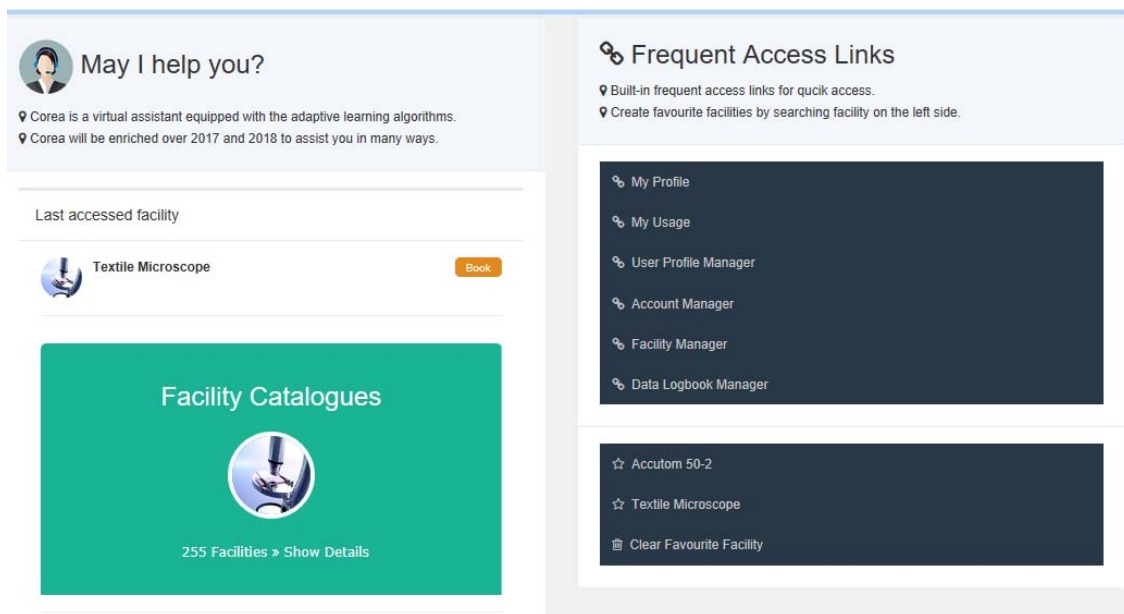 May I help you?
Corea is a virtual assistant equipped with the adaptive learning algorithms.
Corea will be enriched over 2017 and 2018 to assist you in many ways.
Last accessed facility
Textile Microscope
Book
Facility Catalogues
255 Facilities » Show Details
Frequent Access Links
Built-in frequent access links for qucik access.
Create favourite facilities by searching facility on the left side.
My Profile
My Usage
User Profile Manager
Account Manager
Facility Manager
Data Logbook Manager
Accutom 50-2
Textile Microscope
Clear Favourite Facility